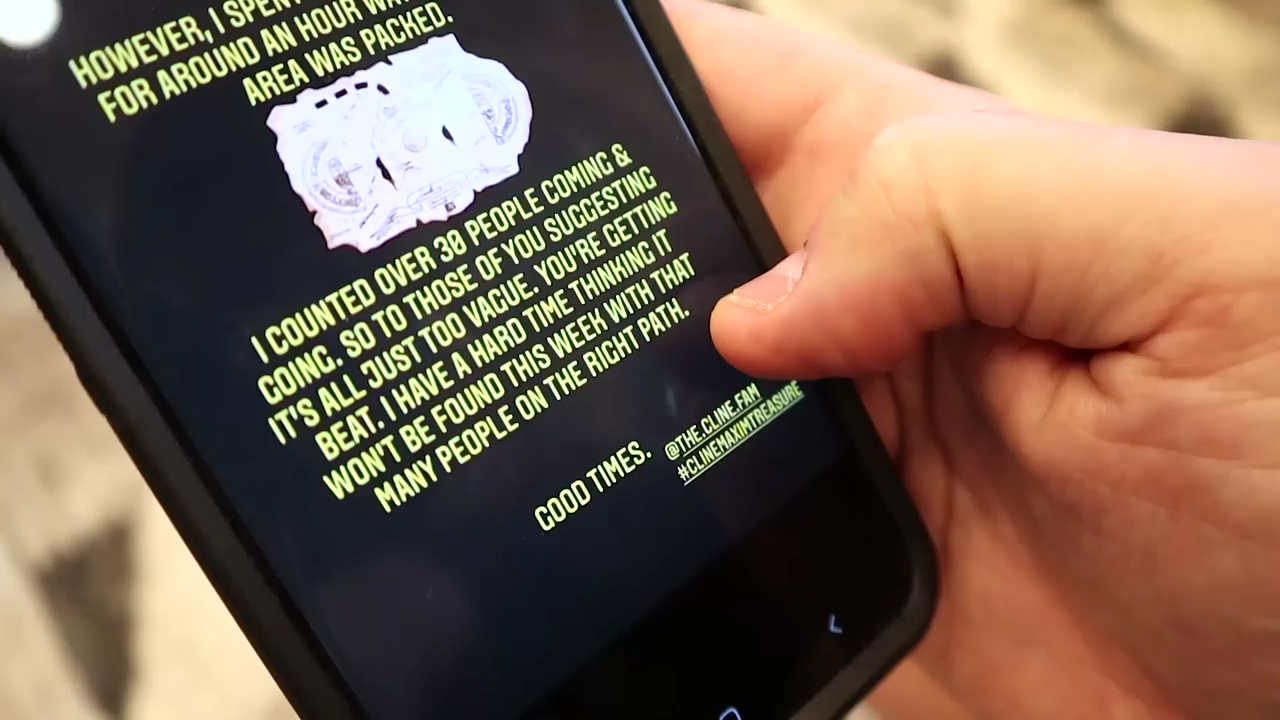 HOWEVER, I SPENT
FOR AROUND AN HOUR
AREA WAS PACKED.
I COUNTED OVER 30 PEOPLE COMING &
GOING. SO TO THOSE OF YOU SUGGESTING
IT'S ALL JUST TOO VAGUE, YOU'RE GETTING
BEAT. I HAVE A HARD TIME THINKING IT
WON'T BE FOUND THIS WEEK WITH THAT
MANY PEOPLE ON THE RIGHT PATH.
GOOD TIMES.
@THE.CLINE.FAM
#CLINEMAXIMTREASURE